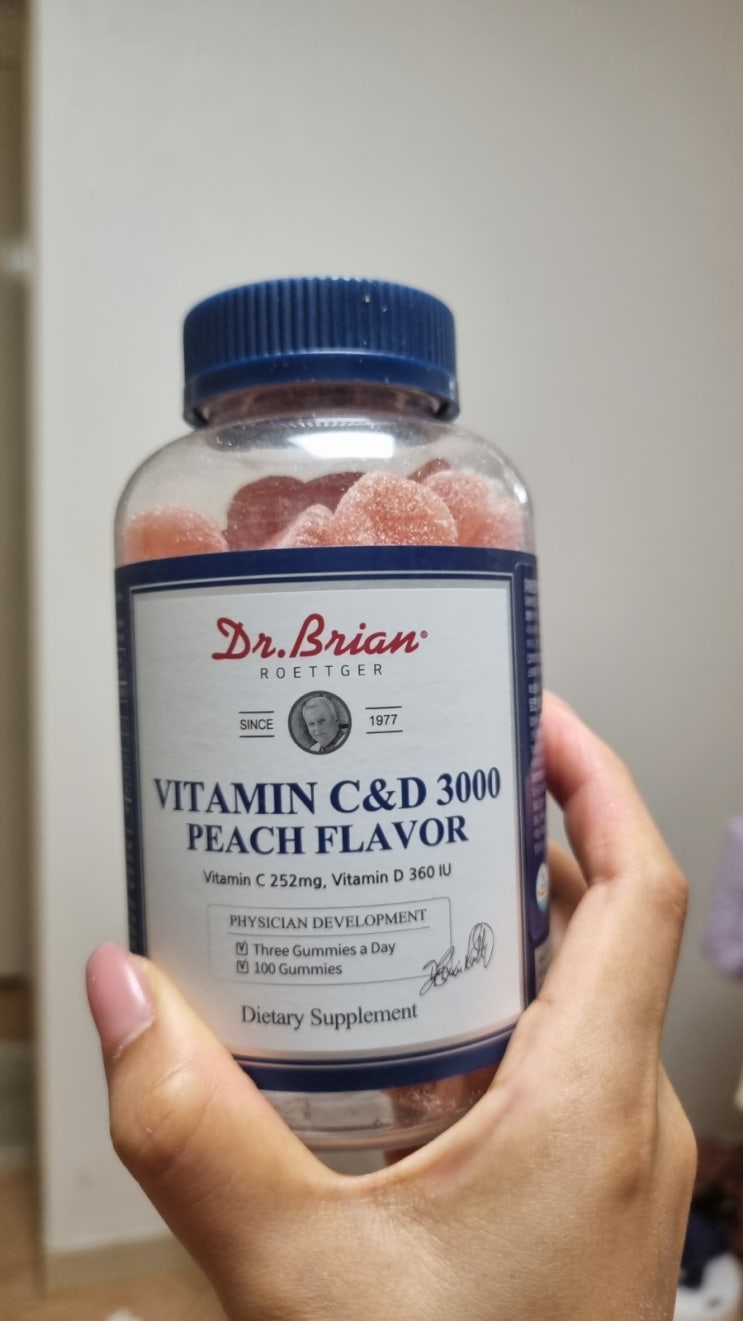 Dr.Brian®
ROETTGER
SINCE 1977
VITAMIN C&D 3000
PEACH FLAVOR
Vitamin C 252mg, Vitamin D 360 IU
PHYSICIAN DEVELOPMENT
Three Gummies a Day
100 Gummies
Dietary Supplement